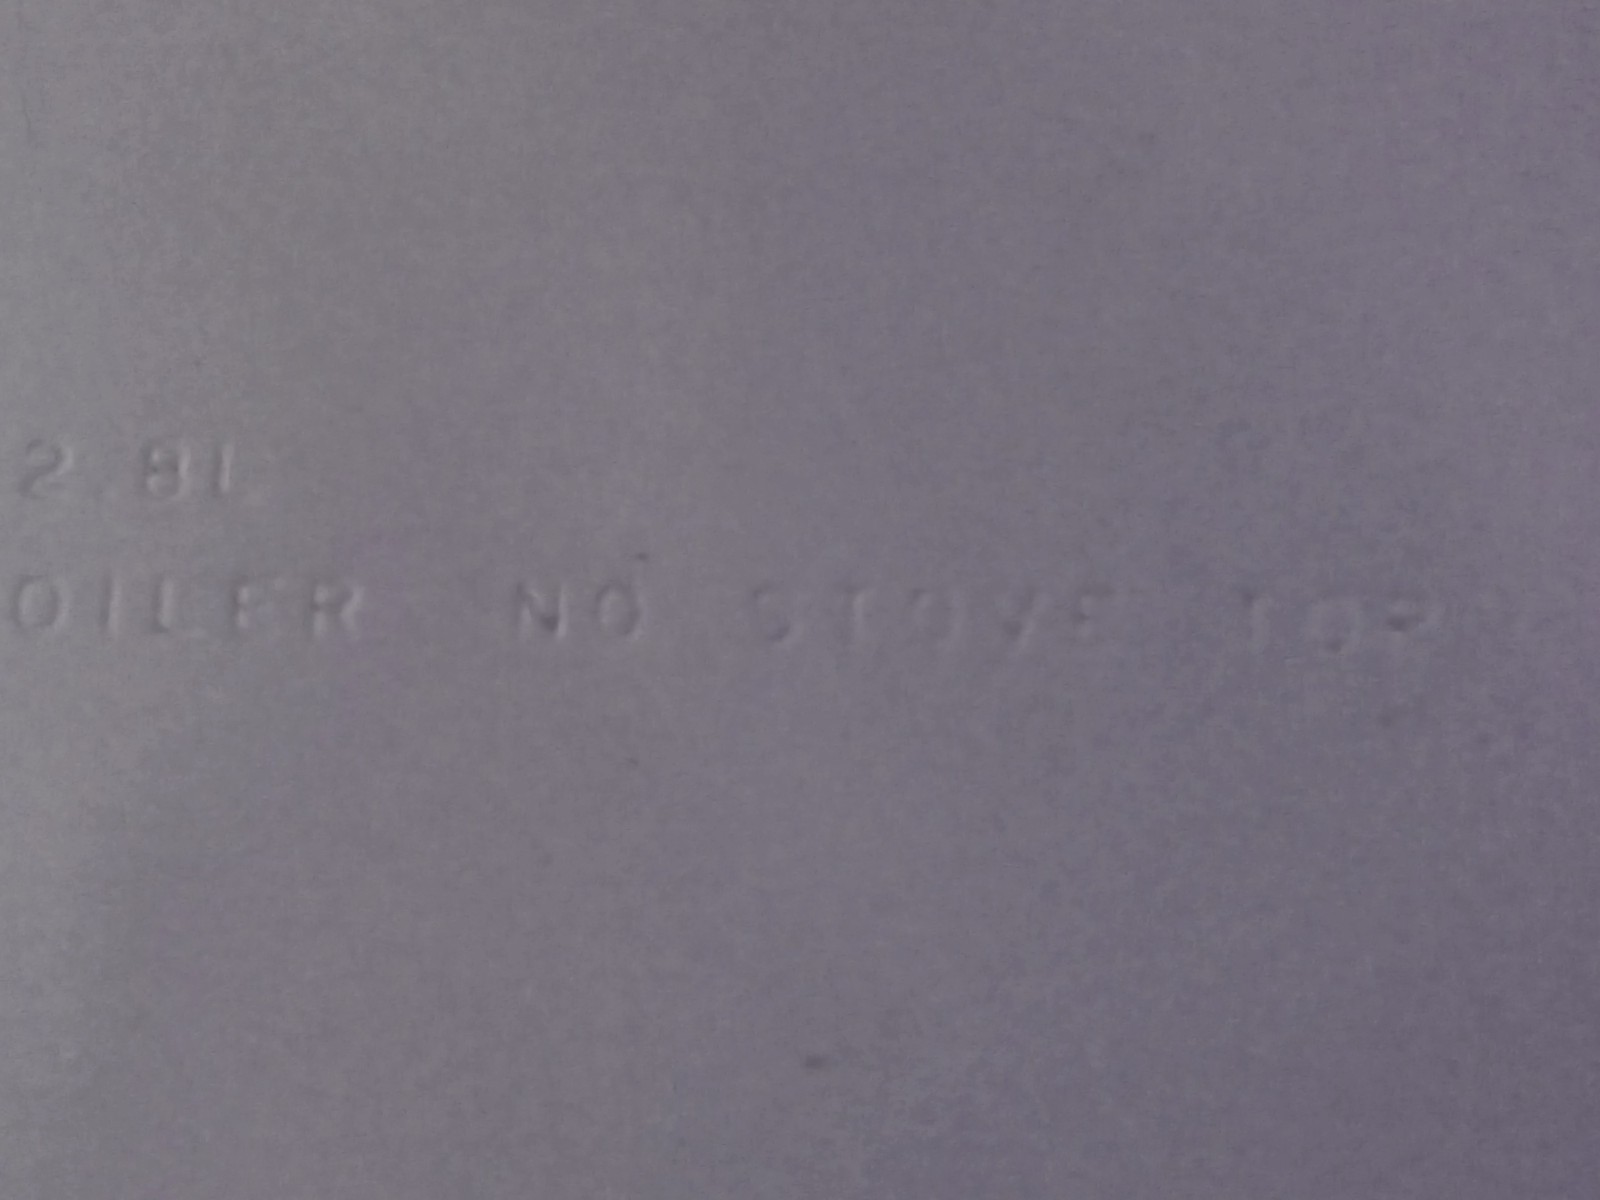 2.8L
OILER NO STOVE TOP